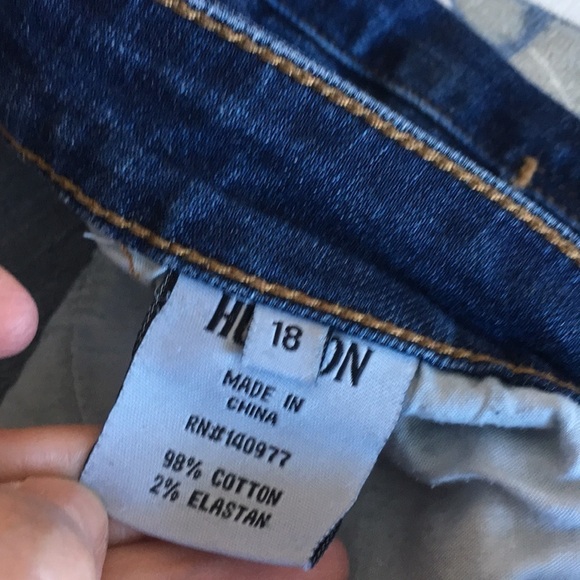 18
MADE IN
CHINA
RN#140977
98% COTTON
2% ELASTAN